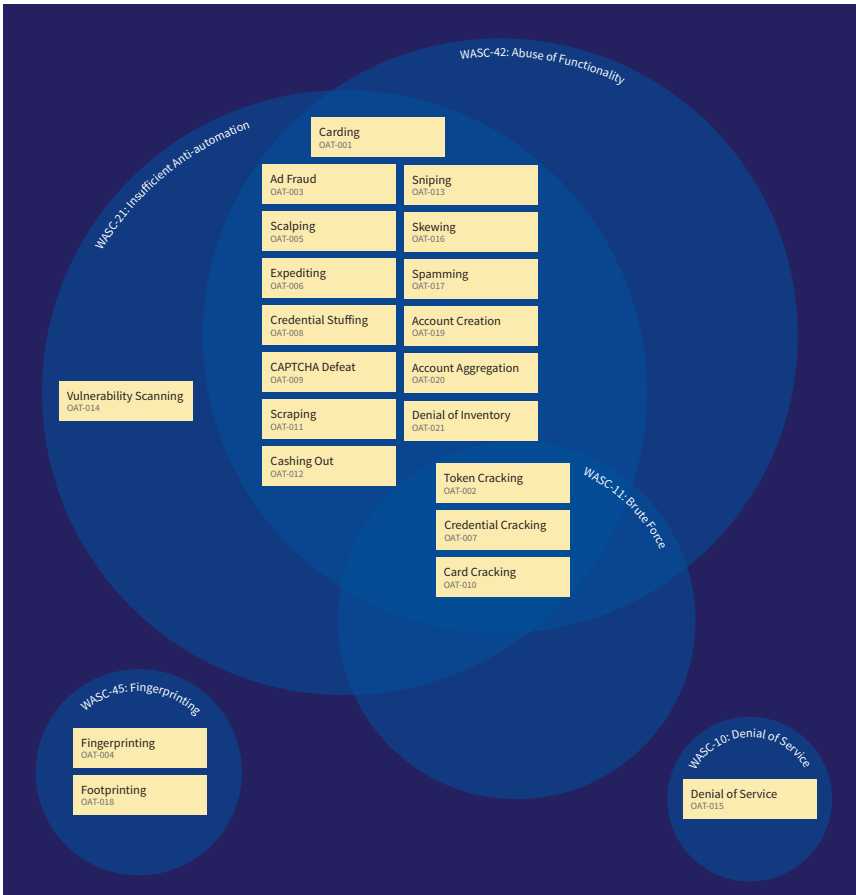 WASC-42: Abuse of Functionality
WASC-21: Insufficient Anti-automation
Carding
OAT-001
Ad Fraud
OAT-003
Sniping
OAT-013
Scalping
OAT-005
Skewing
OAT-016
Expediting
OAT-006
Spamming
OAT-017
Credential Stuffing
OAT-008
Account Creation
OAT-019
CAPTCHA Defeat
OAT-009
Account Aggregation
OAT-020
Vulnerability Scanning
OAT-014
Scraping
OAT-011
Denial of Inventory
OAT-021
Cashing Out
OAT-012
WASC-11: Brute Force
Token Cracking
OAT-002
Credential Cracking
OAT-007
Card Cracking
OAT-010
WASC-45: Fingerprinting
Fingerprinting
OAT-004
Footprinting
OAT-018
WASC-10: Denial of Service
Denial of Service
OAT-015